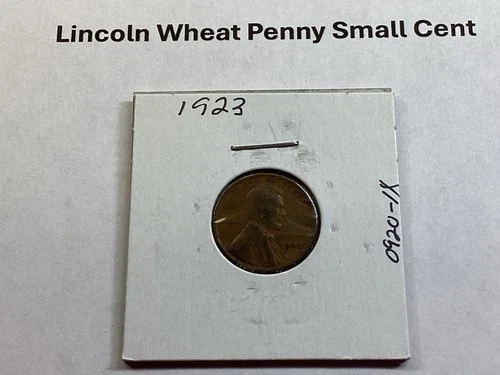 Lincoln Wheat Penny Small Cent
1923
0920-1X